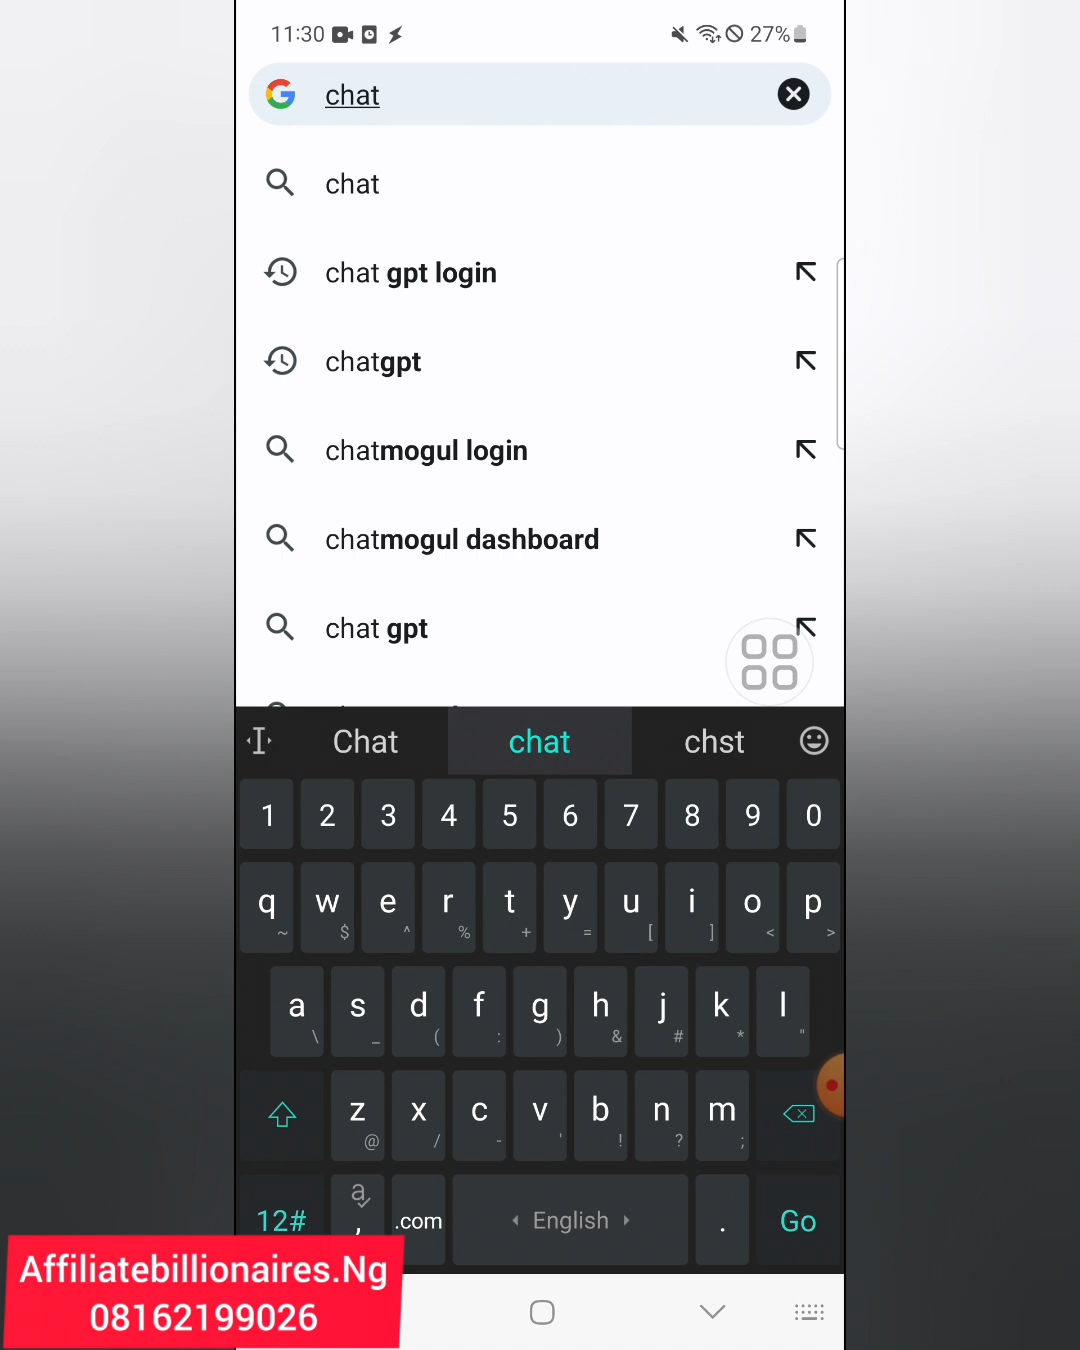 11:30 27%
chat
chat
chat gpt login
chatgpt
chatmogul login
chatmogul dashboard
chat gpt
Chat chat chst
1 2 3 4 5 6 7 8 9 0
q w e r t y u i o p
~ $ ^ % + = [ ] < >
a s d f g h j k l
\ _ ( : ) & # * "
z x c v b n m
@ / - ' ! ? ;
12# a , .com English . Go
Affiliatebillionaires.Ng
08162199026